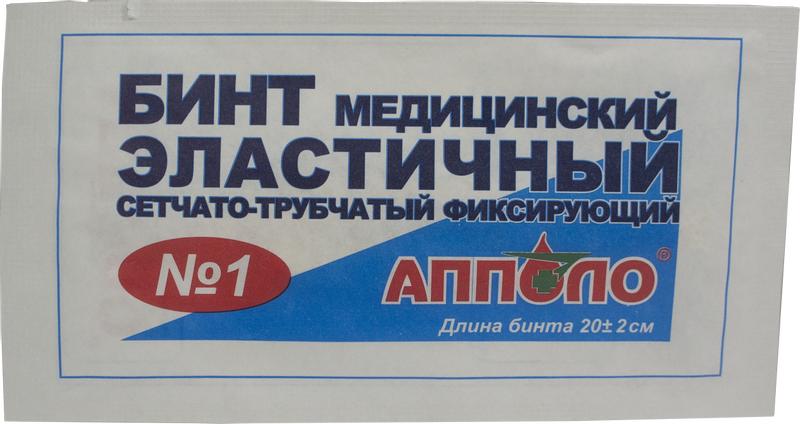 БИНТ МЕДИЦИНСКИЙ
ЭЛАСТИЧНЫЙ
СЕТЧАТО-ТРУБЧАТЫЙ ФИКСИРУЮЩИЙ
№1
АППОЛО ®
Длина бинта 20±2см